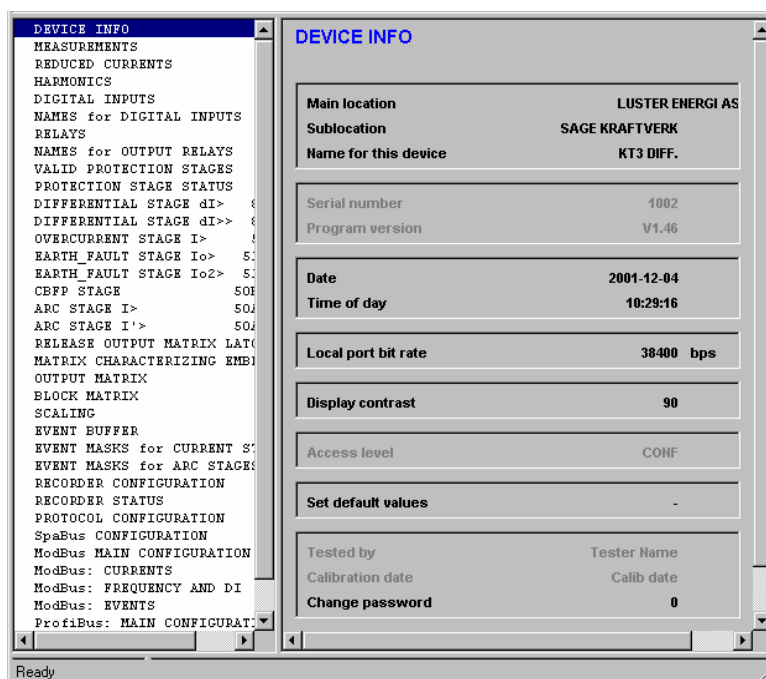 DEVICE INFO
MEASUREMENTS
REDUCED CURRENTS
HARMONICS
DIGITAL INPUTS
NAMES for DIGITAL INPUTS
RELAYS
NAMES for OUTPUT RELAYS
VALID PROTECTION STAGES
PROTECTION STAGE STATUS
DIFFERENTIAL STAGE dI>
DIFFERENTIAL STAGE dI>>
OVERCURRENT STAGE I>
EARTH_FAULT STAGE Io>
EARTH_FAULT STAGE Io2>
CBFP STAGE
ARC STAGE I>
ARC STAGE I'>
RELEASE OUTPUT MATRIX
MATRIX CHARACTERIZING
OUTPUT MATRIX
BLOCK MATRIX
SCALING
EVENT BUFFER
EVENT MASKS for CURRENT
EVENT MASKS for ARC STAGES
RECORDER CONFIGURATION
RECORDER STATUS
PROTOCOL CONFIGURATION
SpaBus CONFIGURATION
ModBus MAIN CONFIGURATION
ModBus: CURRENTS
ModBus: FREQUENCY AND DI
ModBus: EVENTS
ProfiBus: MAIN
DEVICE INFO
Main location LUSTER ENERGI AS
Sublocation SAGE KRAFTVERK
Name for this device KT3 DIFF.
Serial number 1002
Program version V1.46
Date 2001-12-04
Time of day 10:29:16
Local port bit rate 38400 bps
Display contrast 90
Access level CONF
Set default values -
Tested by Tester Name
Calibration date Calib date
Change password 0
Ready